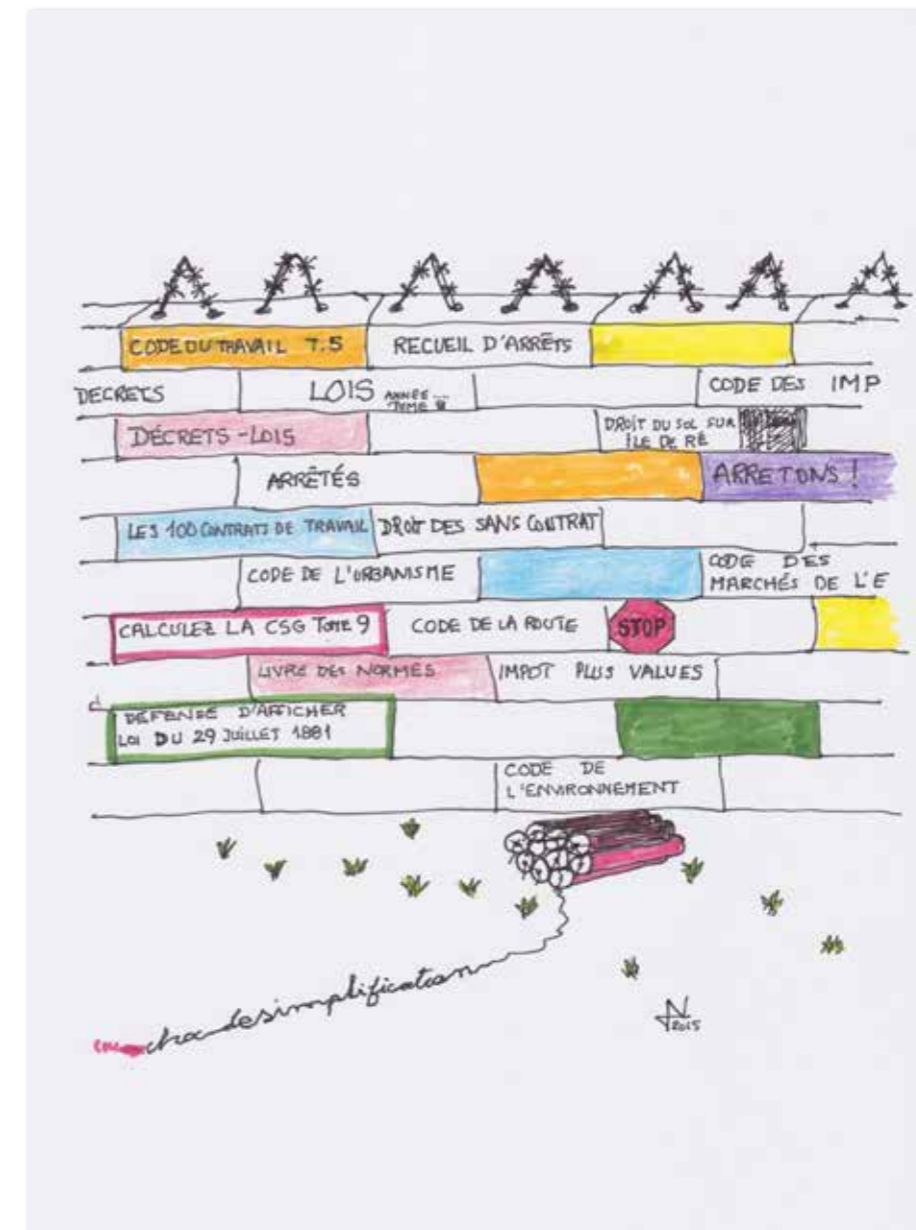 CODE DU TRAVAIL T.5
RECUEIL D'ARRÊTS
DECRETS
LOIS ANNÉE...
TOME
CODE DES IMP
DÉCRETS-LOIS
DROIT DU SOL SUR
ÎLE DE RÉ
ARRÊTÉS
ARRETONS !
LES 100 CONTRATS DE TRAVAIL
DROIT DES SANS CONTRAT
CODE DE L'URBANISME
CODE DES
MARCHÉS DE L'E
CALCULEZ LA CSG TOME 9
CODE DE LA ROUTE
STOP
LIVRE DES NORMES
IMPOT PLUS VALUES
DÉFENSE D'AFFICHER
LOI DU 29 JUILLET 1881
CODE DE
L'ENVIRONNEMENT
choc de simplification
2015